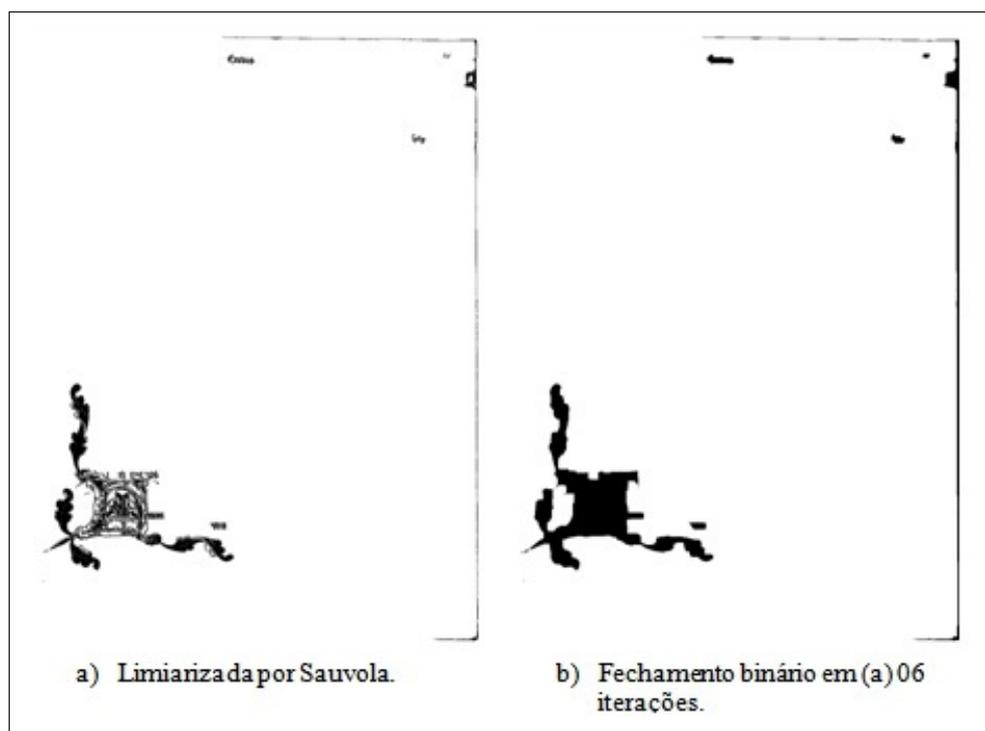 a) Limiarizada por Sauvola.
b) Fechamento binário em (a) 06
iterações.